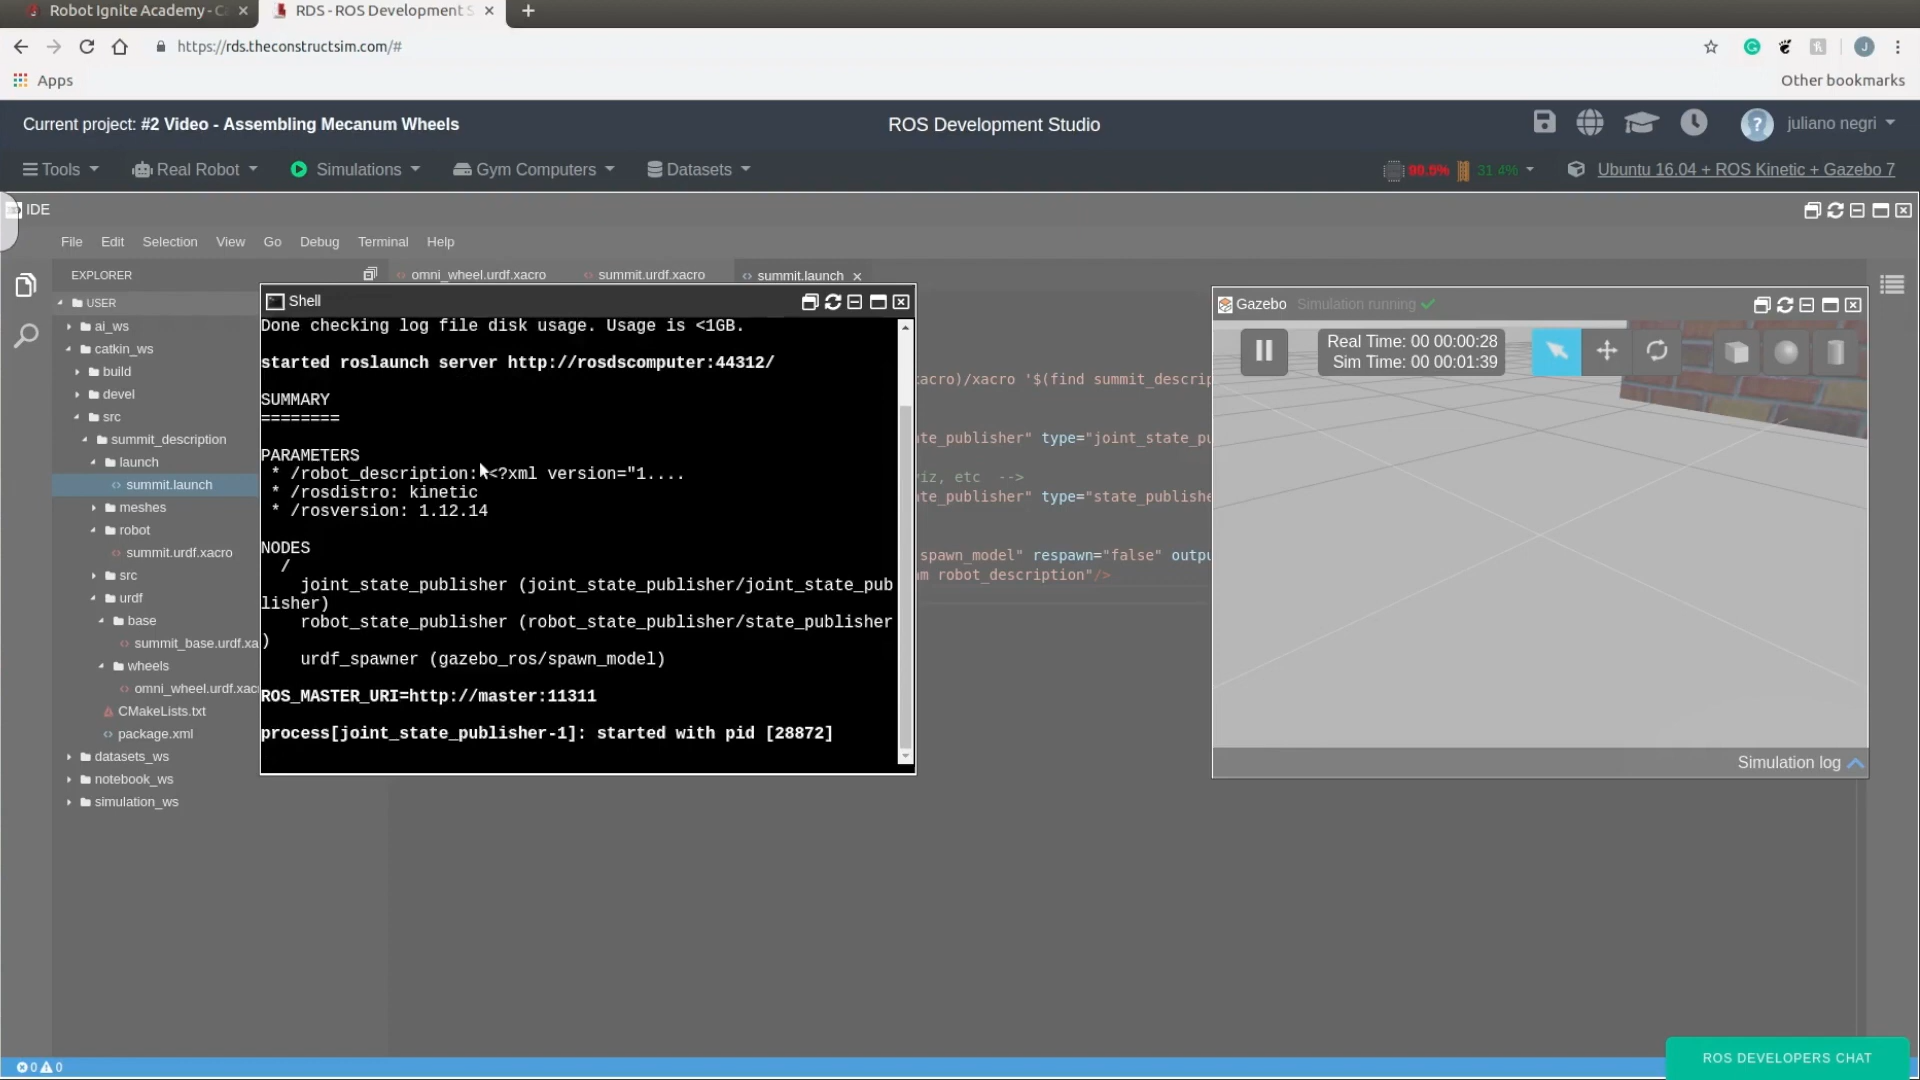 Robot Ignite Academy - C
RDS - ROS Development S
https://rds.theconstructsim.com/#
J
Apps
Other bookmarks
Current project: #2 Video - Assembling Mecanum Wheels
ROS Development Studio
juliano negri
Tools
Real Robot
Simulations
Gym Computers
Datasets
31.4%
Ubuntu 16.04 + ROS Kinetic + Gazebo 7
IDE
File Edit Selection View Go Debug Terminal Help
EXPLORER
omni_wheel.urdf.xacro
summit.urdf.xacro
summit.launch
USER
ai_ws
catkin_ws
build
devel
src
summit_description
launch
summit.launch
meshes
robot
summit.urdf.xacro
src
urdf
base
summit_base.urdf.xa
wheels
omni_wheel.urdf.xac
CMakeLists.txt
package.xml
datasets_ws
notebook_ws
simulation_ws
Shell
Done checking log file disk usage. Usage is <1GB.
started roslaunch server http://rosdscomputer:44312/
SUMMARY
========
PARAMETERS
* /robot_description: <?xml version="1....
* /rosdistro: kinetic
* /rosversion: 1.12.14
NODES
/
joint_state_publisher (joint_state_publisher/joint_state_pub
lisher)
robot_state_publisher (robot_state_publisher/state_publisher
)
urdf_spawner (gazebo_ros/spawn_model)
ROS_MASTER_URI=http://master:11311
process[joint_state_publisher-1]: started with pid [28872]
acro)/xacro '$(find summit_descrip
te_publisher" type="joint_state_pu
viz, etc -->
te_publisher" type="state_publishe
spawn_model" respawn="false" outpu
m robot_description"/>
Gazebo Simulation running
Real Time: 00 00:00:28
Sim Time: 00 00:01:39
Simulation log
0 0
ROS DEVELOPERS CHAT